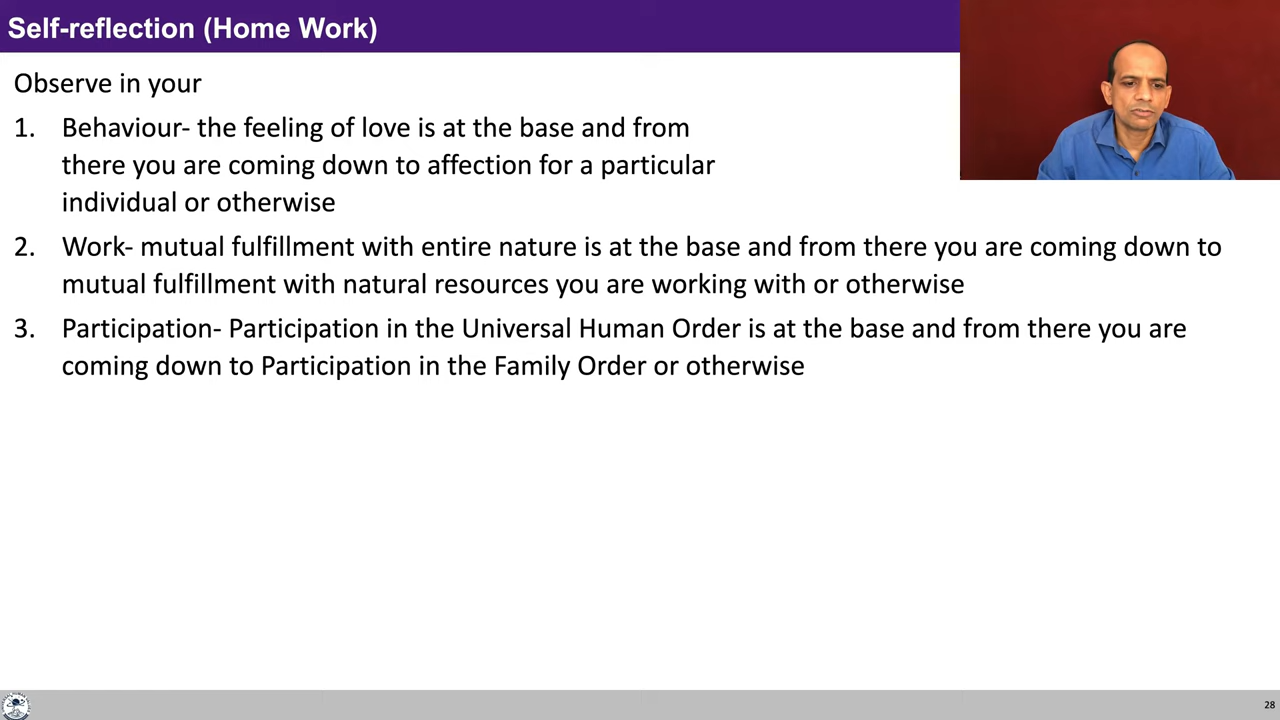 Self-reflection (Home Work)
Observe in your
1. Behaviour- the feeling of love is at the base and from
there you are coming down to affection for a particular
individual or otherwise
2. Work- mutual fulfillment with entire nature is at the base and from there you are coming down to
mutual fulfillment with natural resources you are working with or otherwise
3. Participation- Participation in the Universal Human Order is at the base and from there you are
coming down to Participation in the Family Order or otherwise
28